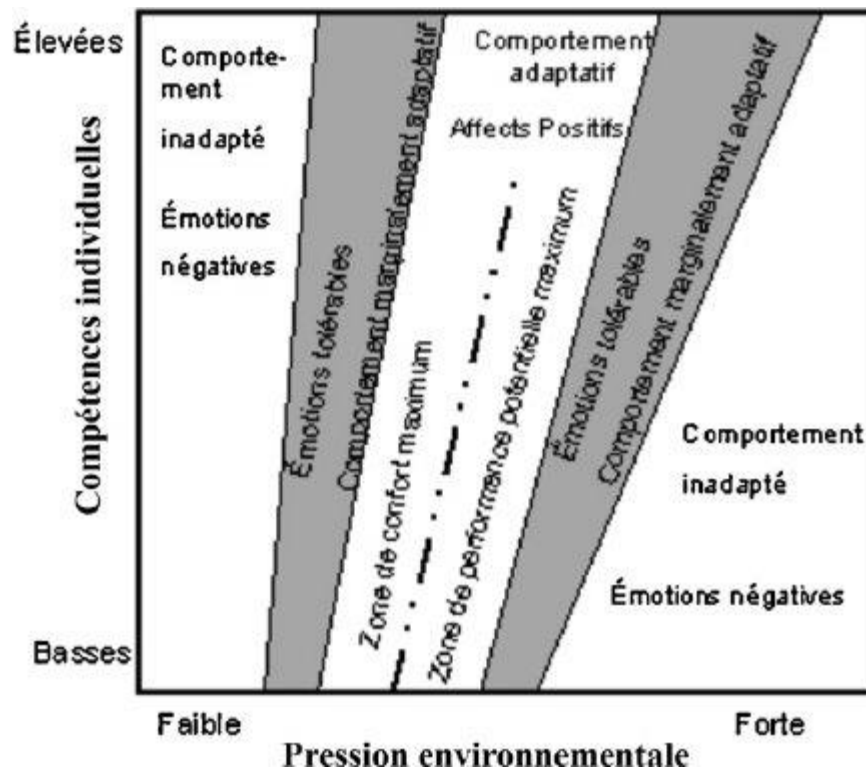 Élevées
Compétences individuelles
Basses
Comporte-
ment
inadapté
Émotions
négatives
Émotions tolérables
Comportement marginalement adaptatif
Zone de confort maximum
Comportement
adaptatif
Affects Positifs
Zone de performance potentielle maximum
Émotions tolérables
Comportement marginalement adaptatif
Comportement
inadapté
Émotions négatives
Faible
Forte
Pression environnementale